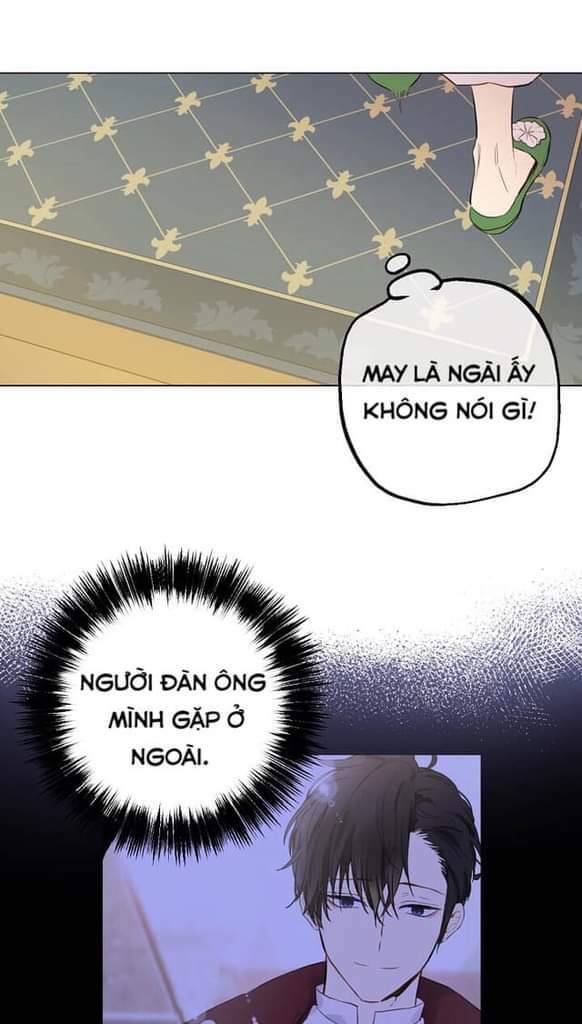 MAY LÀ NGÀI ẤY
KHÔNG NÓI GÌ!
NGƯỜI ĐÀN ÔNG
MÌNH GẶP Ở
NGOÀI.